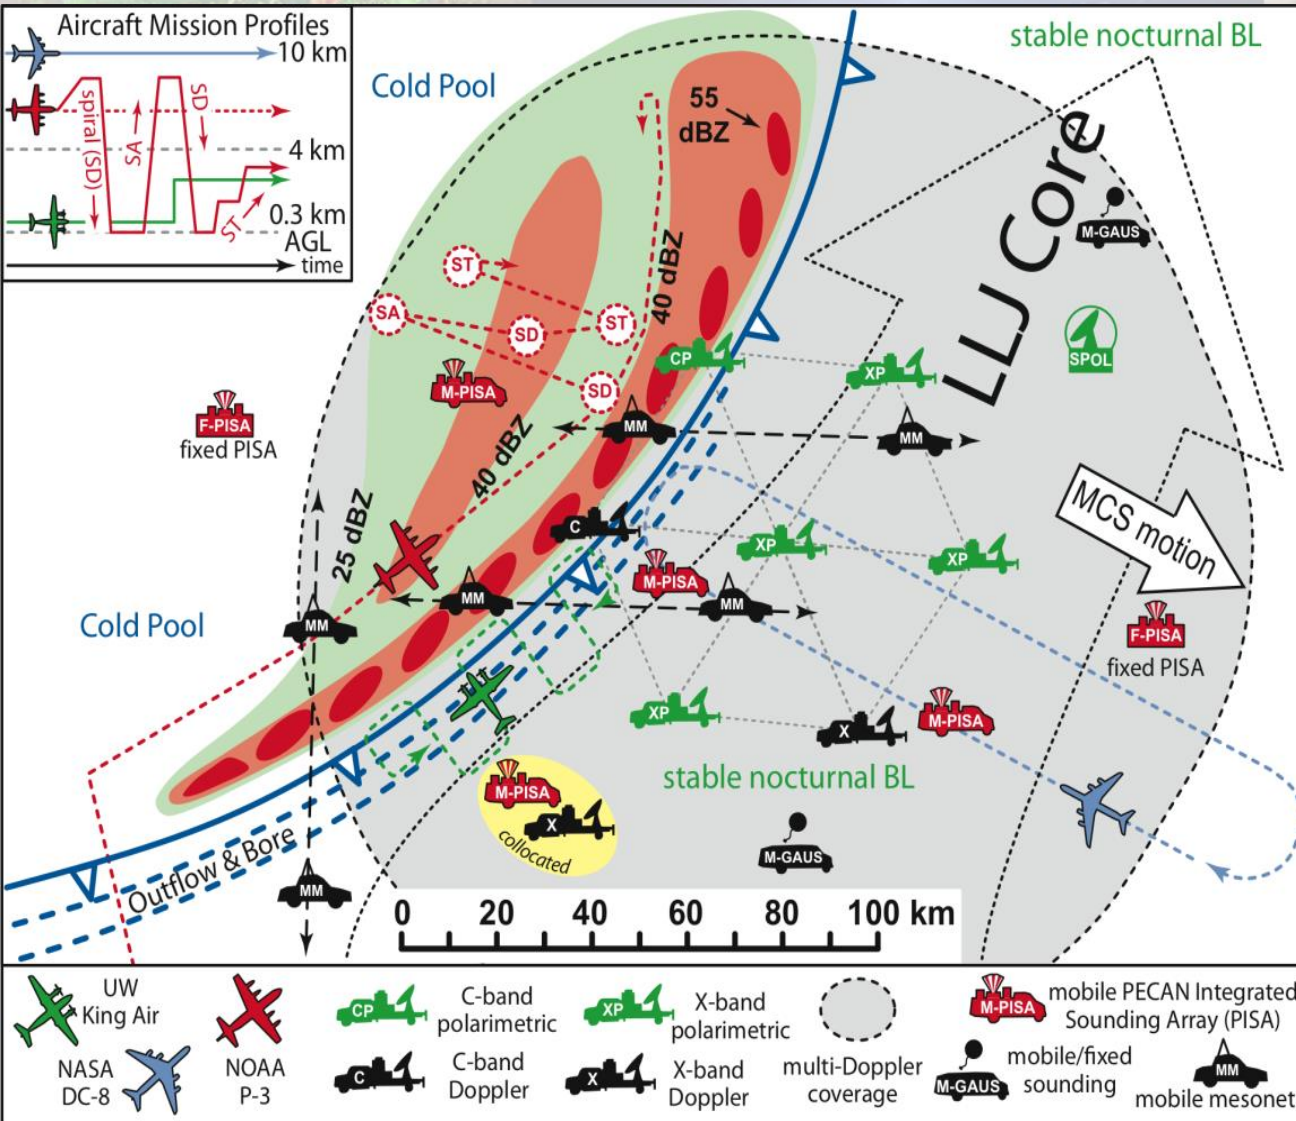 Aircraft Mission Profiles
10 km
spiral (SD)
SA
SD
4 km
0.3 km
ST
AGL
time
Cold Pool
stable nocturnal BL
55
dBZ
LLJ Core
M-GAUS
ST
SA
SD
ST
40 dBZ
SPOL
CP
XP
M-PISA
SD
F-PISA
fixed PISA
MM
MM
40 dBZ
25 dBZ
MCS motion
C
XP
XP
M-PISA
MM
MM
Cold Pool
MM
F-PISA
fixed PISA
XP
X
M-PISA
stable nocturnal BL
M-PISA
X
collocated
M-GAUS
Outflow & Bore
MM
0 20 40 60 80 100 km
UW
King Air
NASA
DC-8
NOAA
P-3
CP
C-band
polarimetric
C
C-band
Doppler
XP
X-band
polarimetric
X
X-band
Doppler
multi-Doppler
coverage
M-PISA
mobile PECAN Integrated
Sounding Array (PISA)
M-GAUS
mobile/fixed
sounding
MM
mobile mesonet